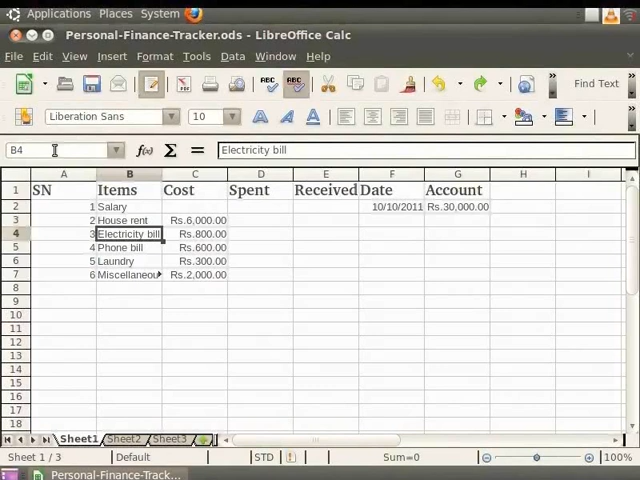 Applications Places System
Personal-Finance-Tracker.ods - LibreOffice Calc
File Edit View Insert Format Tools Data Window Help
ABC ABC Find Text
Liberation Sans 10 A A A
B4 f(x) Σ = Electricity bill
A B C D E F G H I
1 SN Items Cost Spent Received Date Account
2 1 Salary 10/10/2011 Rs.30,000.00
3 2 House rent Rs.6,000.00
4 3 Electricity bill Rs.800.00
5 4 Phone bill Rs.600.00
6 5 Laundry Rs.300.00
7 6 Miscellaneou Rs.2,000.00
8
9
10
11
12
13
14
15
16
17
18
Sheet1 Sheet2 Sheet3
Sheet 1 / 3 Default STD Sum=0 100%
Personal-Finance-Track...